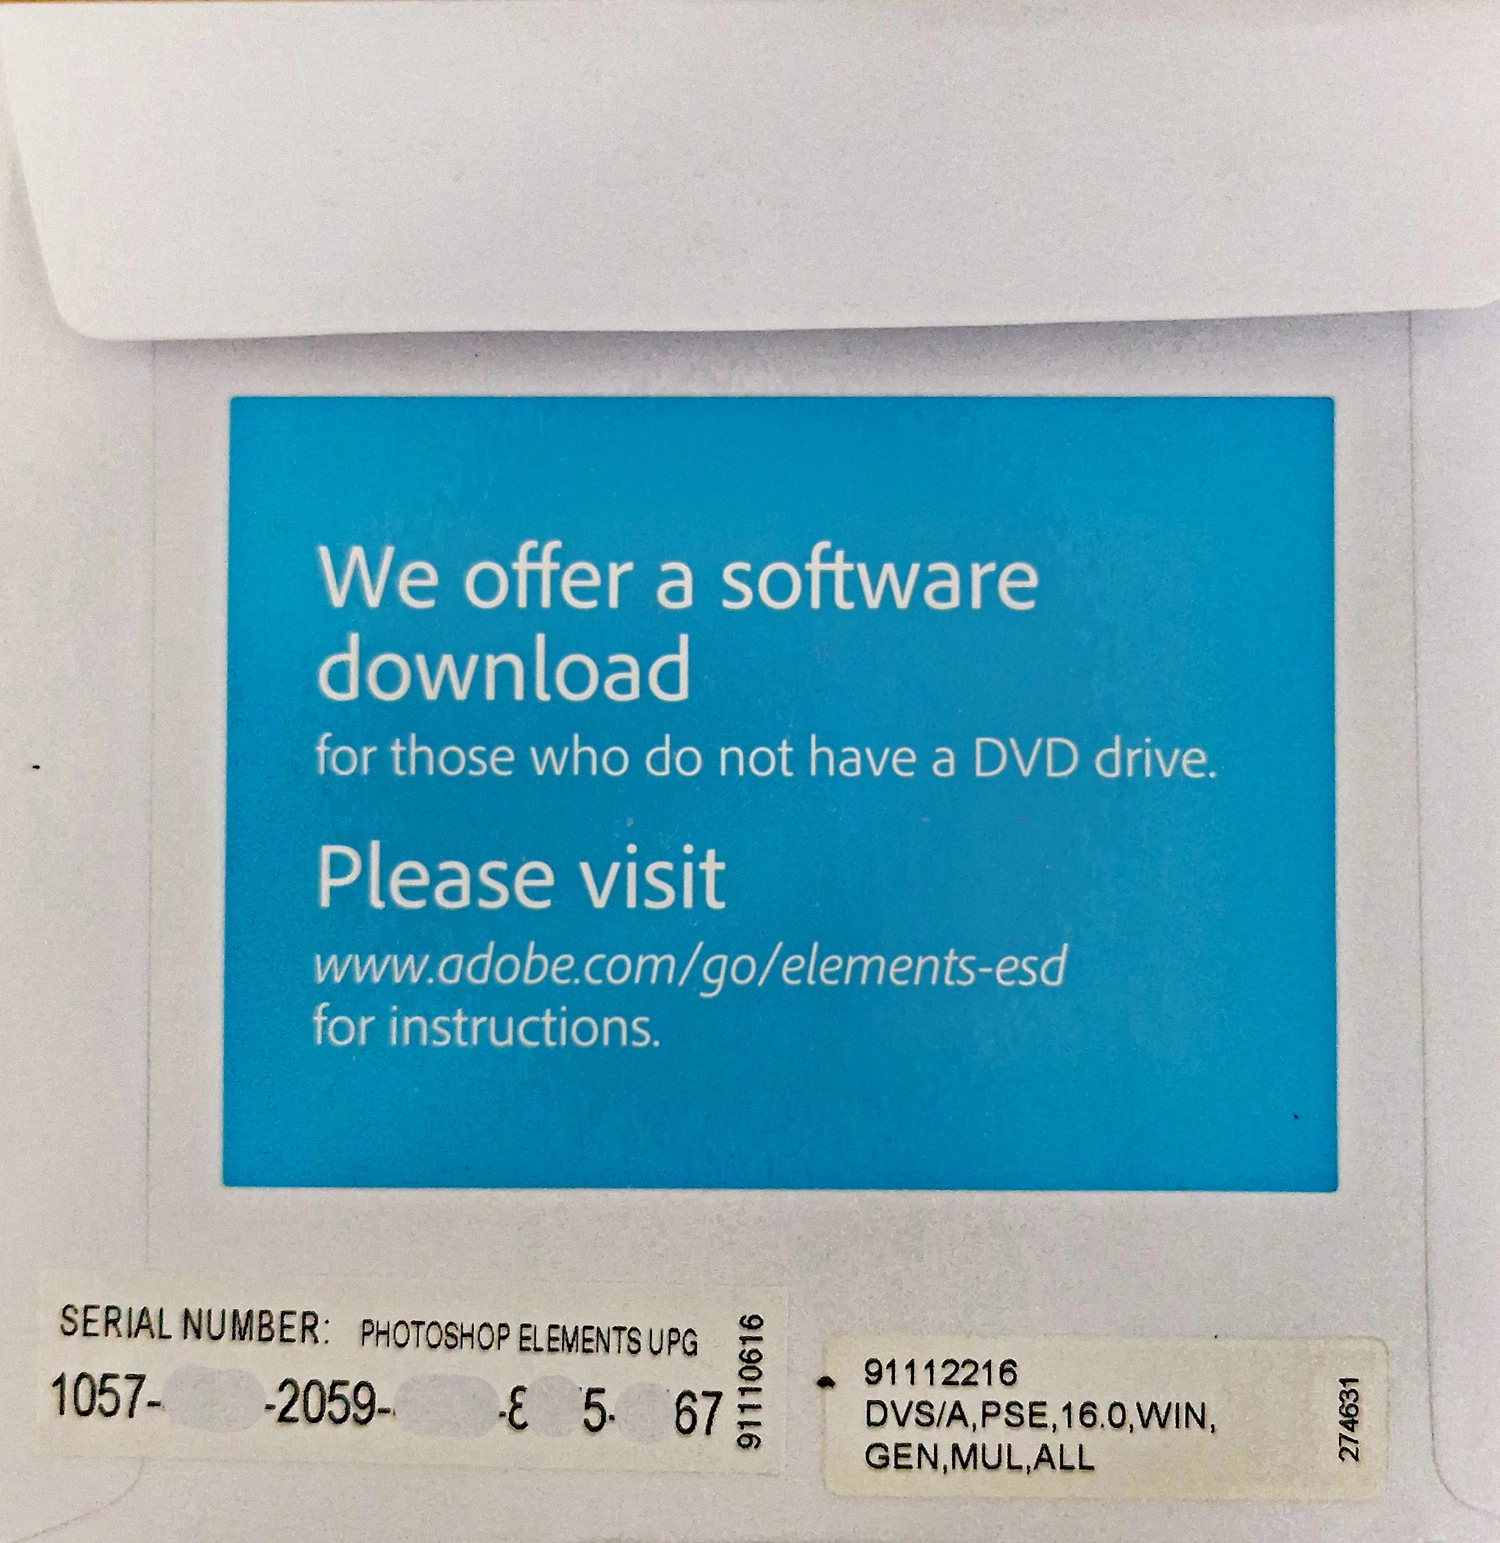 We offer a software
download
for those who do not have a DVD drive.
Please visit
www.adobe.com/go/elements-esd
for instructions.
SERIAL NUMBER: PHOTOSHOP ELEMENTS UPG
1057- -2059- - 5- 67
91110616
91112216
DVS/A,PSE,16.0,WIN,
GEN,MUL,ALL
274631